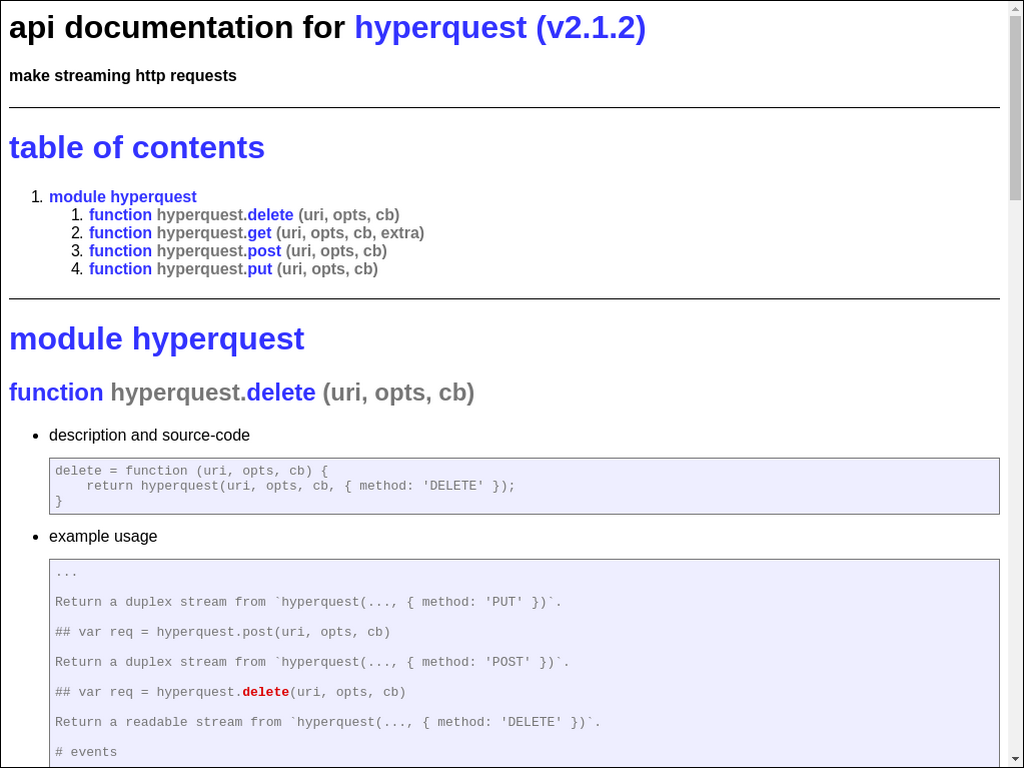 api documentation for hyperquest (v2.1.2)
make streaming http requests
table of contents
1. module hyperquest
1. function hyperquest.delete (uri, opts, cb)
2. function hyperquest.get (uri, opts, cb, extra)
3. function hyperquest.post (uri, opts, cb)
4. function hyperquest.put (uri, opts, cb)
module hyperquest
function hyperquest.delete (uri, opts, cb)
• description and source-code
delete = function (uri, opts, cb) {
    return hyperquest(uri, opts, cb, { method: 'DELETE' });
}
• example usage
...
Return a duplex stream from `hyperquest(..., { method: 'PUT' })`.
## var req = hyperquest.post(uri, opts, cb)
Return a duplex stream from `hyperquest(..., { method: 'POST' })`.
## var req = hyperquest.delete(uri, opts, cb)
Return a readable stream from `hyperquest(..., { method: 'DELETE' })`.
# events